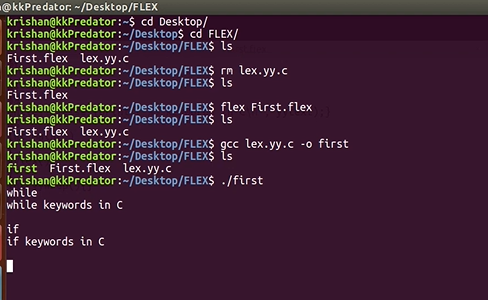 @kkPredator: ~/Desktop/FLEX
krishan@kkPredator:~$ cd Desktop/
krishan@kkPredator:~/Desktop$ cd FLEX/
krishan@kkPredator:~/Desktop/FLEX$ ls
First.flex  lex.yy.c
krishan@kkPredator:~/Desktop/FLEX$ rm lex.yy.c
krishan@kkPredator:~/Desktop/FLEX$ ls
First.flex
krishan@kkPredator:~/Desktop/FLEX$ flex First.flex
krishan@kkPredator:~/Desktop/FLEX$ ls
First.flex  lex.yy.c
krishan@kkPredator:~/Desktop/FLEX$ gcc lex.yy.c -o first
krishan@kkPredator:~/Desktop/FLEX$ ls
first  First.flex  lex.yy.c
krishan@kkPredator:~/Desktop/FLEX$ ./first
while
while keywords in C
if
if keywords in C